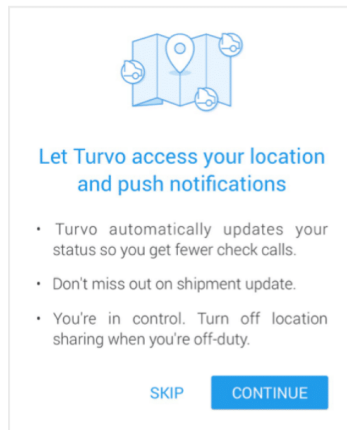 Let Turvo access your location
and push notifications
• Turvo automatically updates your
status so you get fewer check calls.
• Don't miss out on shipment update.
• You're in control. Turn off location
sharing when you're off-duty.
SKIP CONTINUE